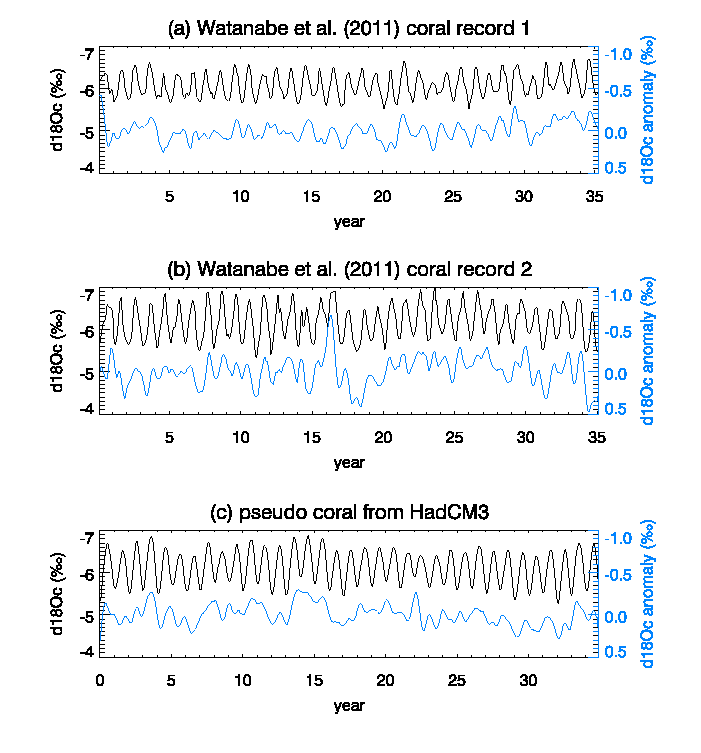 (a) Watanabe et al. (2011) coral record 1
-7
-6
-5
-4
d18Oc (‰)
-1.0
-0.5
0.0
0.5
d18Oc anomaly (‰)
5 10 15 20 25 30 35
year
(b) Watanabe et al. (2011) coral record 2
-7
-6
-5
-4
d18Oc (‰)
-1.0
-0.5
0.0
0.5
d18Oc anomaly (‰)
5 10 15 20 25 30 35
year
(c) pseudo coral from HadCM3
-7
-6
-5
-4
d18Oc (‰)
-1.0
-0.5
0.0
0.5
d18Oc anomaly (‰)
0 5 10 15 20 25 30
year